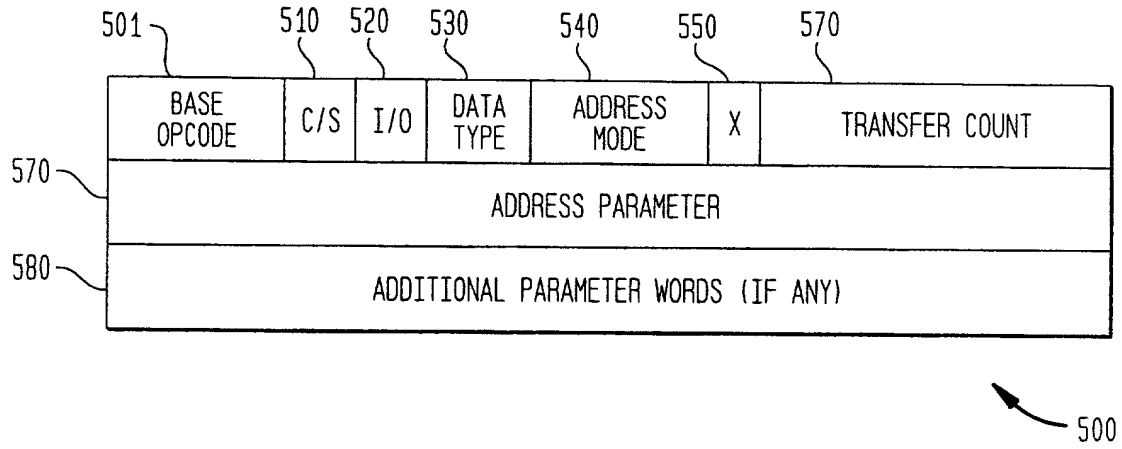 501 510 520 530 540 550 570
BASE OPCODE C/S I/O DATA TYPE ADDRESS MODE X TRANSFER COUNT
570 ADDRESS PARAMETER
580 ADDITIONAL PARAMETER WORDS (IF ANY)
500